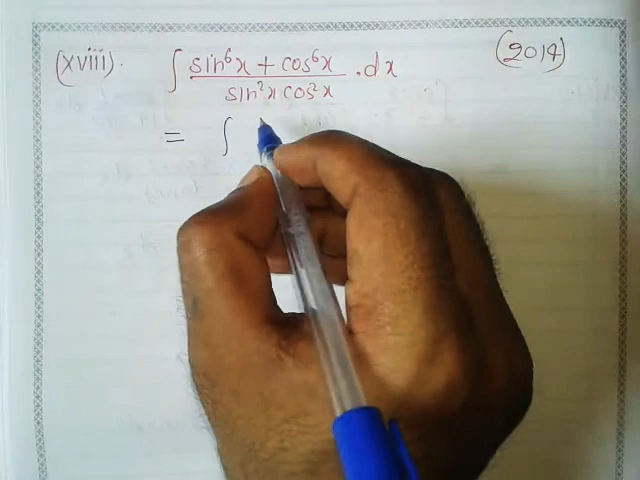 (xviii). ∫ (sin⁶x + cos⁶x)/(sin²x cos²x) .dx (2014)
= ∫